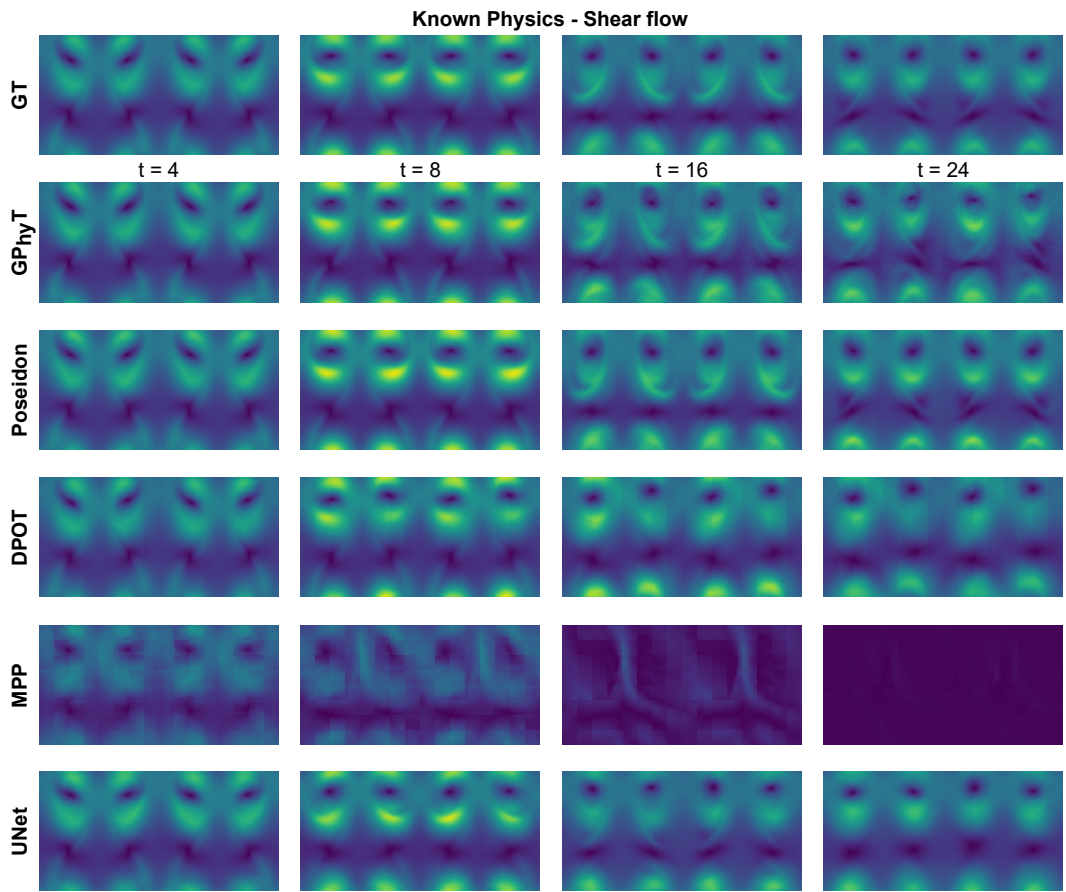 Known Physics - Shear flow
GT
t = 4
t = 8
t = 16
t = 24
GPhyT
Poseidon
DPOT
MPP
UNet